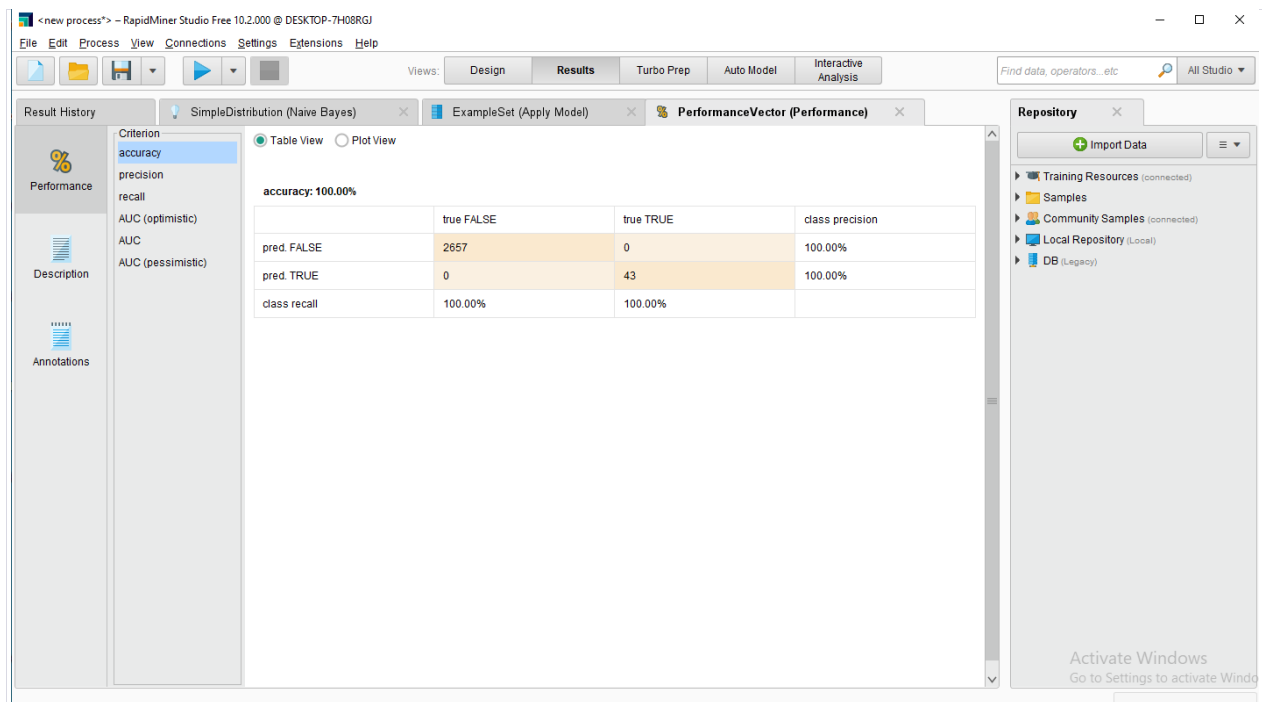 <new process*> – RapidMiner Studio Free 10.2.000 @ DESKTOP-7H08RGJ
File Edit Process View Connections Settings Extensions Help
Views: Design Results Turbo Prep Auto Model Interactive Analysis
Find data, operators...etc All Studio
Result History
SimpleDistribution (Naive Bayes)
ExampleSet (Apply Model)
PerformanceVector (Performance)
Performance
Description
Annotations
Criterion
accuracy
precision
recall
AUC (optimistic)
AUC
AUC (pessimistic)
Table View Plot View
accuracy: 100.00%
true FALSE true TRUE class precision
pred. FALSE 2657 0 100.00%
pred. TRUE 0 43 100.00%
class recall 100.00% 100.00%
Repository
Import Data
Training Resources (connected)
Samples
Community Samples (connected)
Local Repository (Local)
DB (Legacy)
Activate Windows
Go to Settings to activate Windo